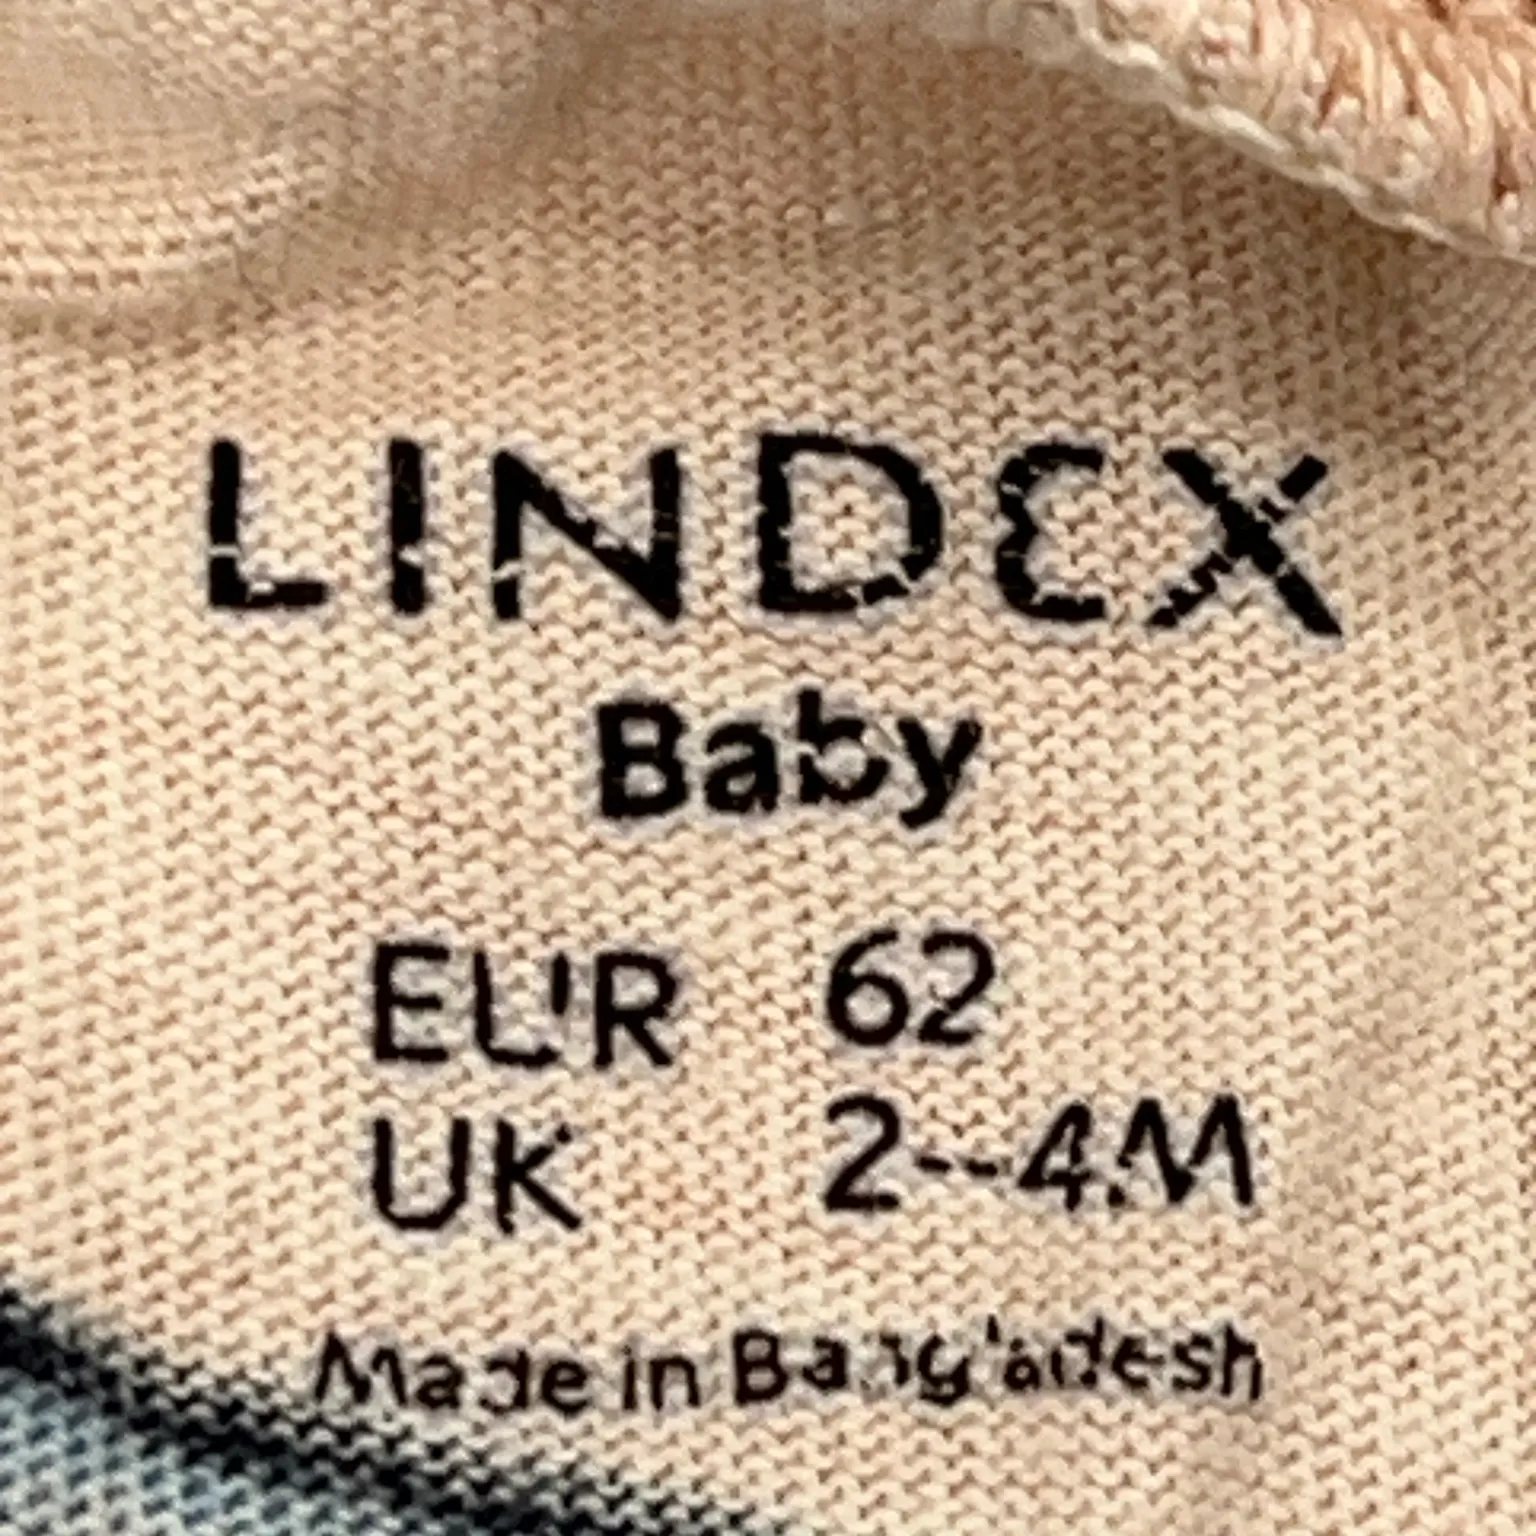 LINDEX
Baby
EUR 62
UK 2-4M
Made in Bangladesh